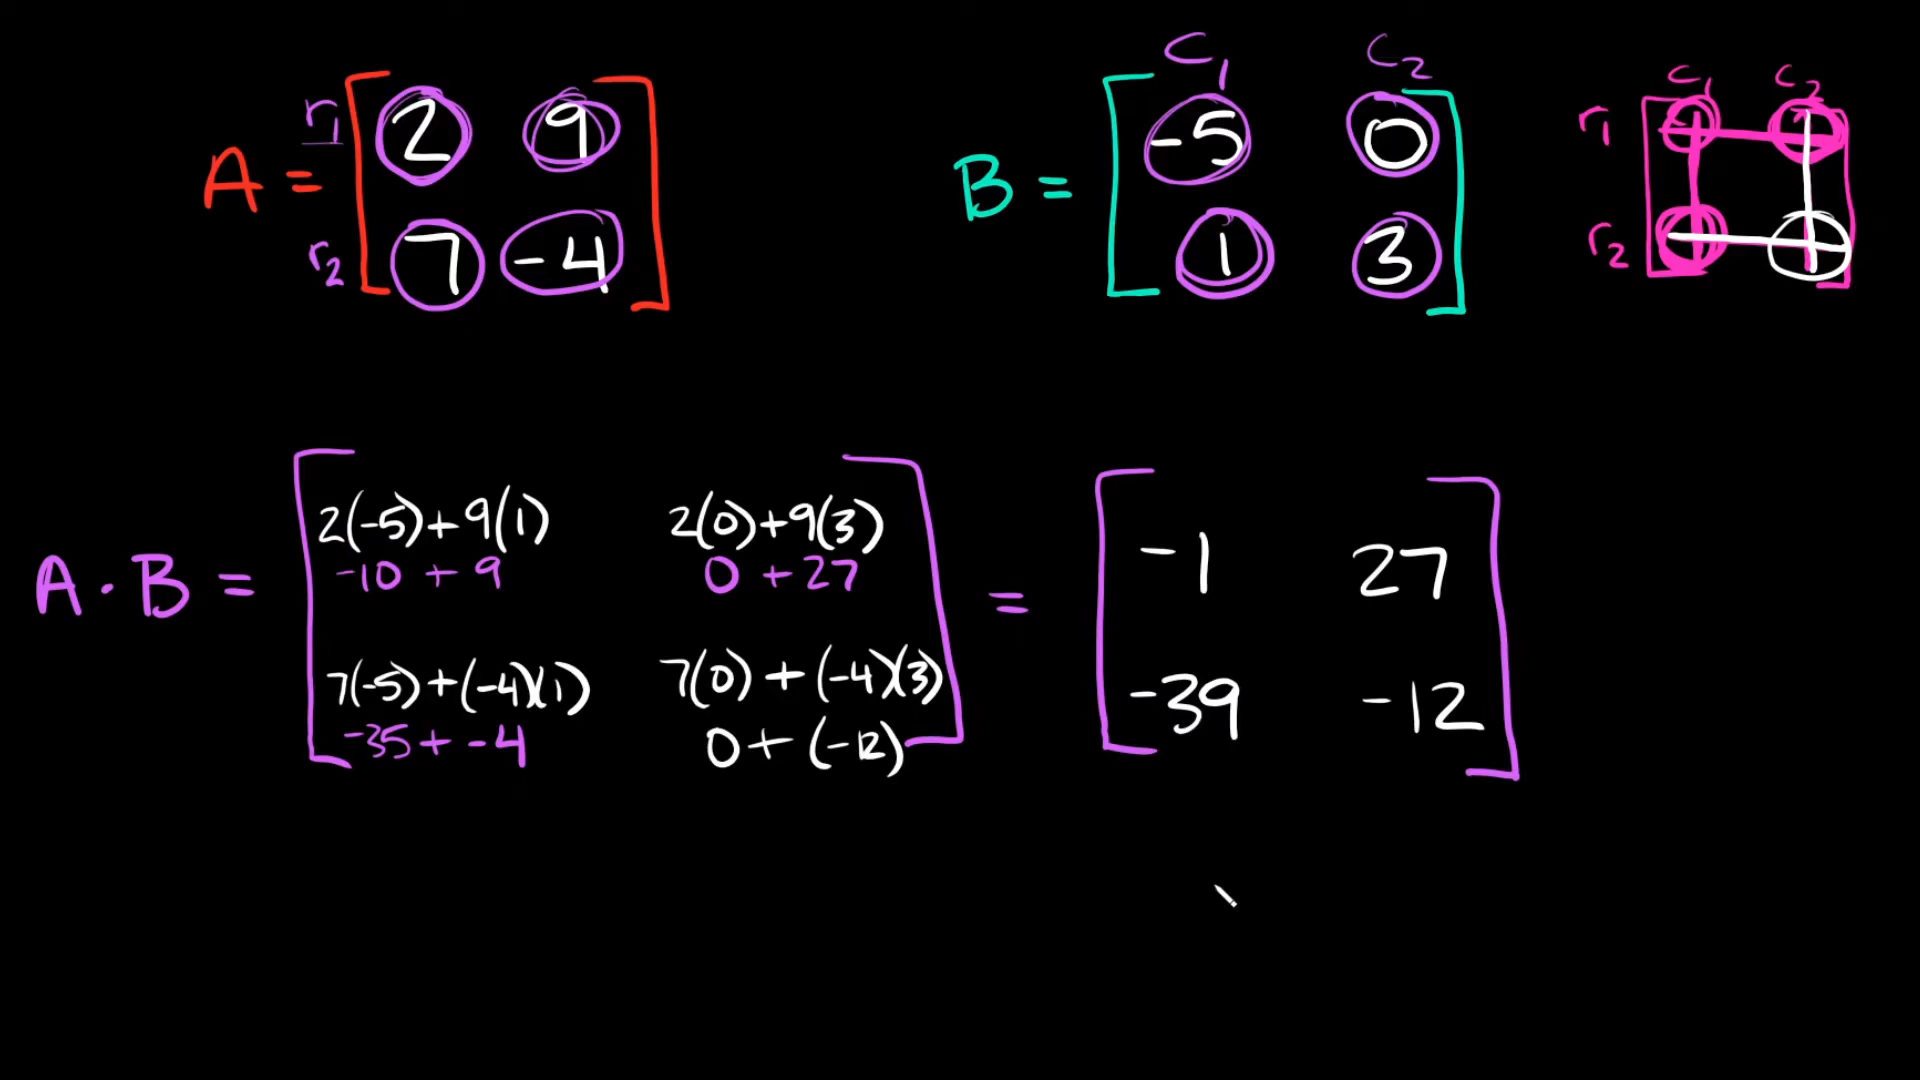 c₁ c₂
c₁ c₂
r₁ 2 9
-5 0
r₁
A =
B =
r₂ 7 -4
1 3
r₂
2(-5)+9(1) 2(0)+9(3)
-10 + 9 0 + 27
-1 27
A · B =
=
7(-5)+(-4)(1) 7(0)+(-4)(3)
-35 + -4 0+(-12)
-39 -12